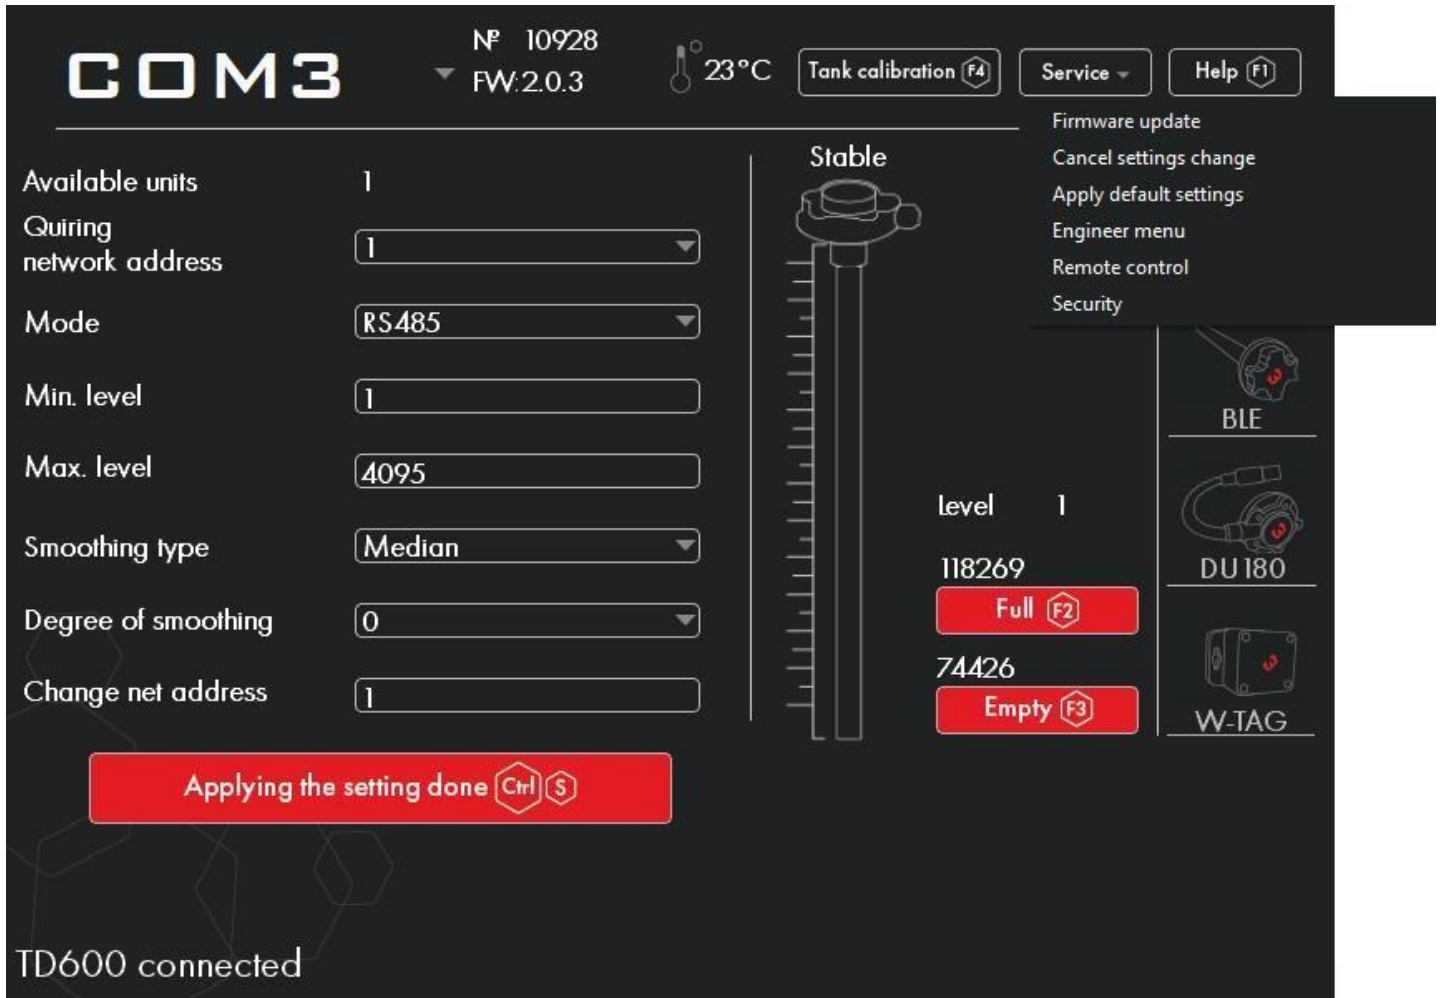 COM3
№ 10928
FW:2.0.3
23°C
Tank calibration F4
Service
Help F1
Firmware update
Cancel settings change
Apply default settings
Engineer menu
Remote control
Security
Available units 1
Quiring
network address 1
Mode RS485
Min. level 1
Max. level 4095
Smoothing type Median
Degree of smoothing 0
Change net address 1
Applying the setting done Ctrl S
TD600 connected
Stable
Level 1
118269
Full F2
74426
Empty F3
BLE
DU180
W-TAG